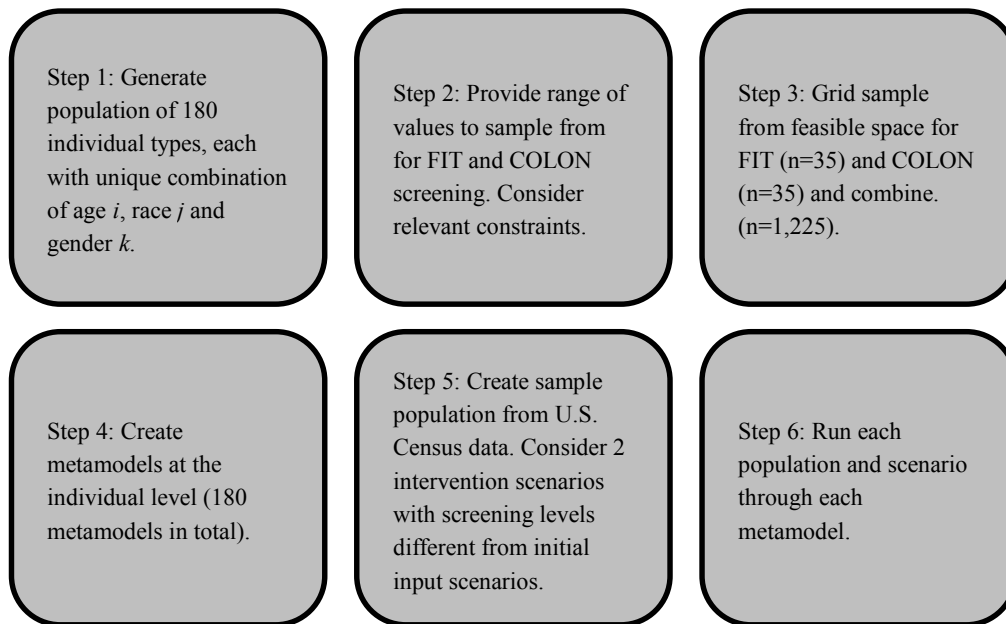 Step 1: Generate
population of 180
individual types, each
with unique combination
of age i, race j and
gender k.
Step 2: Provide range of
values to sample from
for FIT and COLON
screening. Consider
relevant constraints.
Step 3: Grid sample
from feasible space for
FIT (n=35) and COLON
(n=35) and combine.
(n=1,225).
Step 4: Create
metamodels at the
individual level (180
metamodels in total).
Step 5: Create sample
population from U.S.
Census data. Consider 2
intervention scenarios
with screening levels
different from initial
input scenarios.
Step 6: Run each
population and scenario
through each
metamodel.